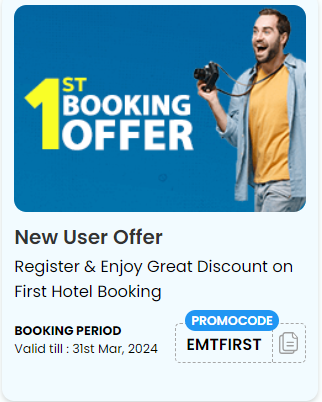 1ST
BOOKING
OFFER
New User Offer
Register & Enjoy Great Discount on
First Hotel Booking
BOOKING PERIOD
Valid till : 31st Mar, 2024
PROMOCODE
EMTFIRST